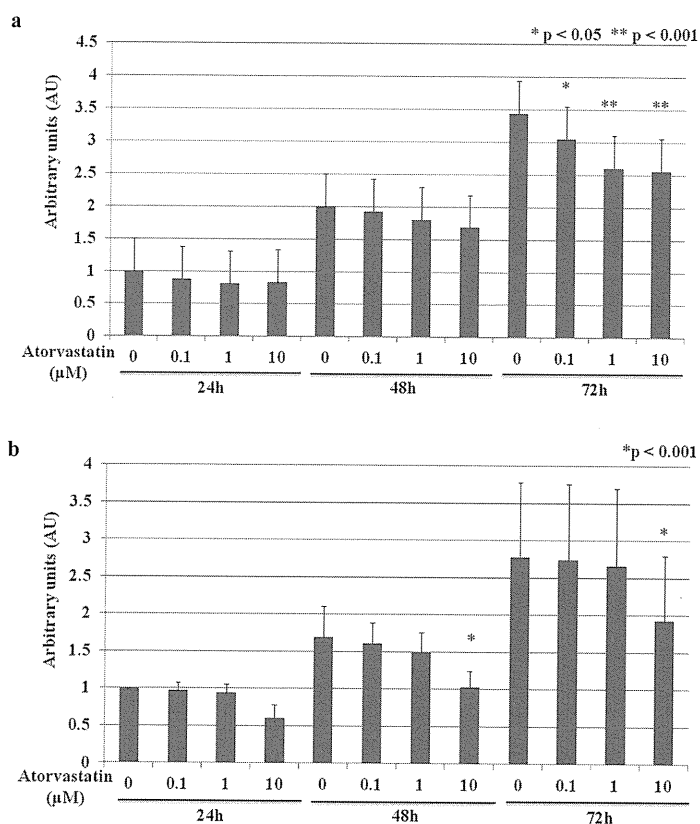 a
* p < 0.05 ** p < 0.001
Arbitrary units (AU)
4.5
4
3.5
3
2.5
2
1.5
1
0.5
0
* ** **
Atorvastatin (µM)
0 0.1 1 10 0 0.1 1 10 0 0.1 1 10
24h 48h 72h
b
*p < 0.001
Arbitrary units (AU)
4
3.5
3
2.5
2
1.5
1
0.5
0
* *
Atorvastatin (µM)
0 0.1 1 10 0 0.1 1 10 0 0.1 1 10
24h 48h 72h